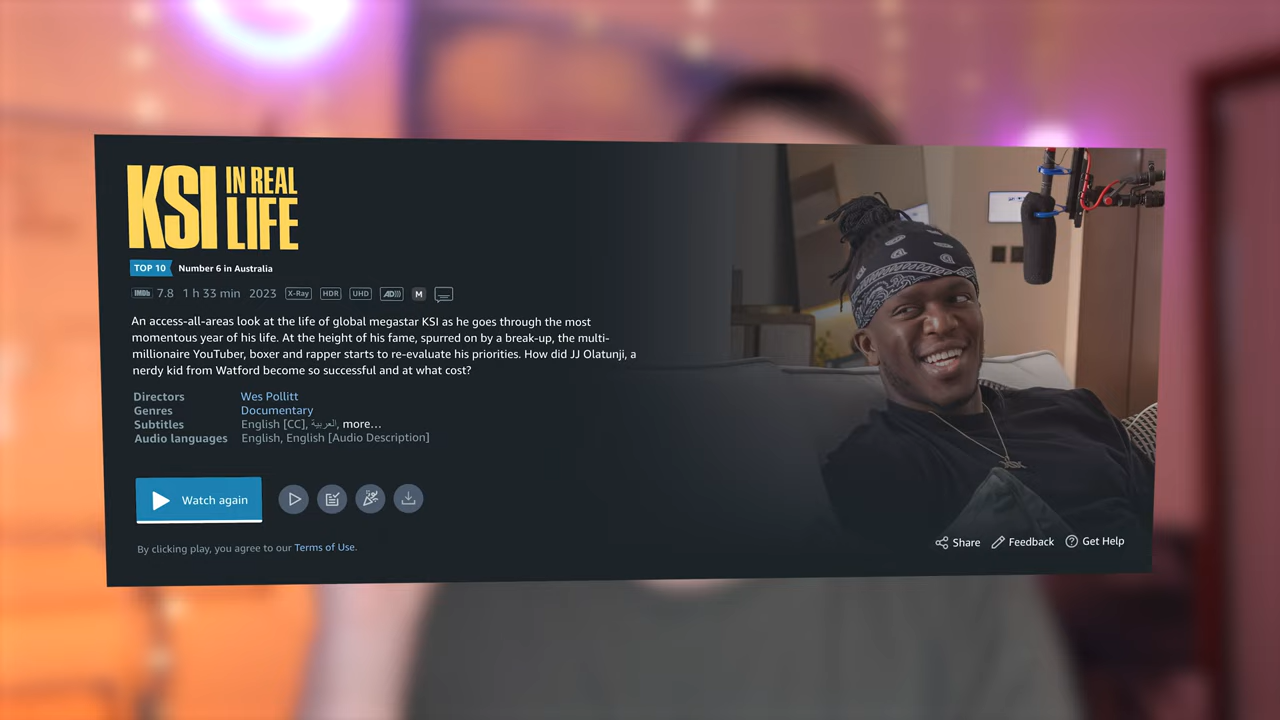 KSI IN REAL LIFE
TOP 10 Number 6 in Australia
IMDb 7.8 1 h 33 min 2023 X-Ray HDR UHD AD M
An access-all-areas look at the life of global megastar KSI as he goes through the most
momentous year of his life. At the height of his fame, spurred on by a break-up, the multi-
millionaire YouTuber, boxer and rapper starts to re-evaluate his priorities. How did JJ Olatunji, a
nerdy kid from Watford become so successful and at what cost?
Directors Wes Pollitt
Genres Documentary
Subtitles English [CC], العربية, more...
Audio languages English, English [Audio Description]
Watch again
By clicking play, you agree to our Terms of Use.
Share Feedback Get Help